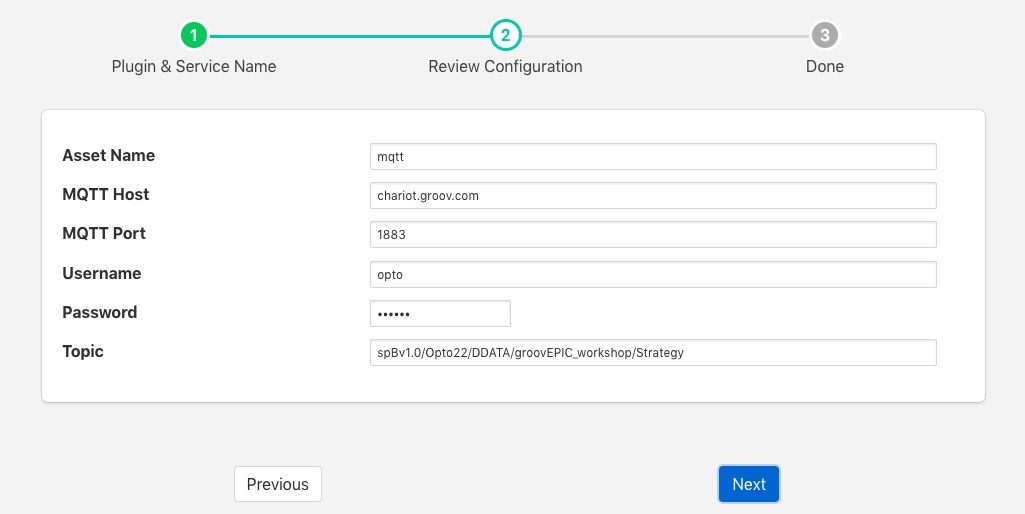 1 2 3
Plugin & Service Name Review Configuration Done
Asset Name mqtt
MQTT Host chariot.groov.com
MQTT Port 1883
Username opto
Password ••••••
Topic spBv1.0/Opto22/DDATA/groovEPIC_workshop/Strategy
Previous Next